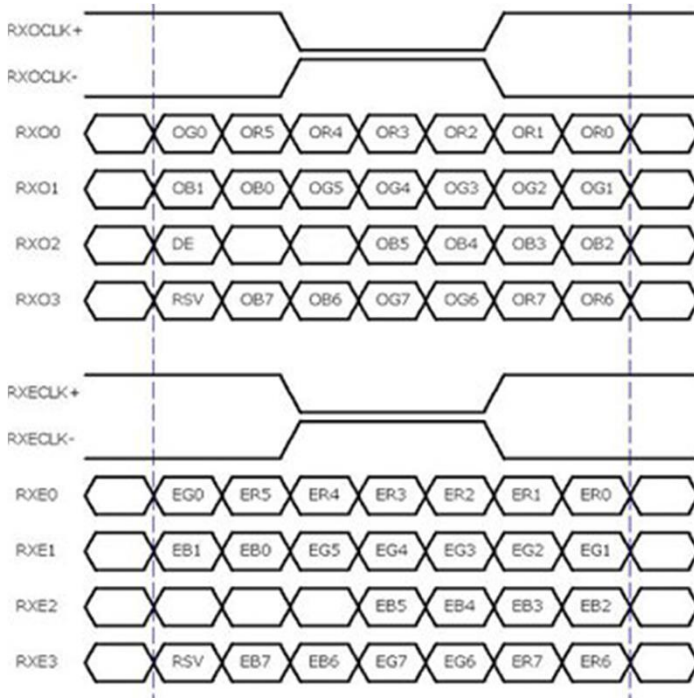 RXOCLK+
RXOCLK-
RXO0 OG0 OR5 OR4 OR3 OR2 OR1 OR0
RXO1 OB1 OB0 OG5 OG4 OG3 OG2 OG1
RXO2 DE OB5 OB4 OB3 OB2
RXO3 RSV OB7 OB6 OG7 OG6 OR7 OR6
RXECLK+
RXECLK-
RXE0 EG0 ER5 ER4 ER3 ER2 ER1 ER0
RXE1 EB1 EB0 EG5 EG4 EG3 EG2 EG1
RXE2 EB5 EB4 EB3 EB2
RXE3 RSV EB7 EB6 EG7 EG6 ER7 ER6